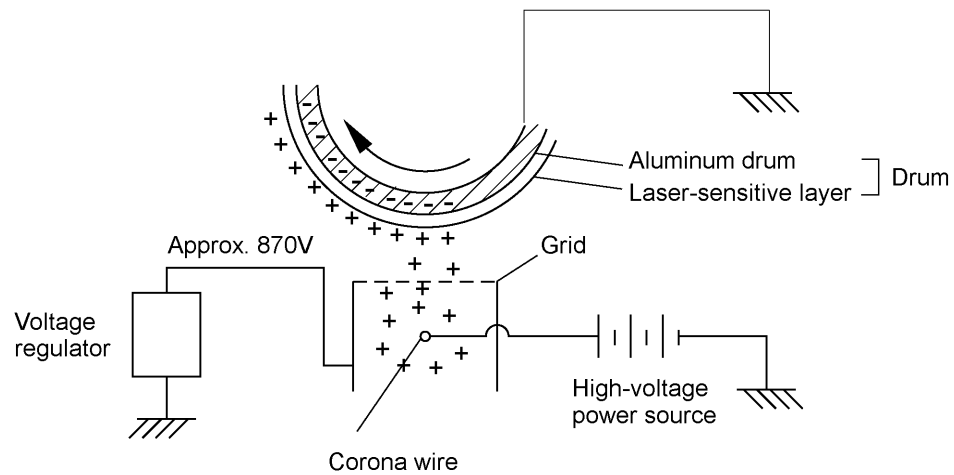 Aluminum drum
Laser-sensitive layer
Drum
Approx. 870V
Grid
Voltage
regulator
High-voltage
power source
Corona wire